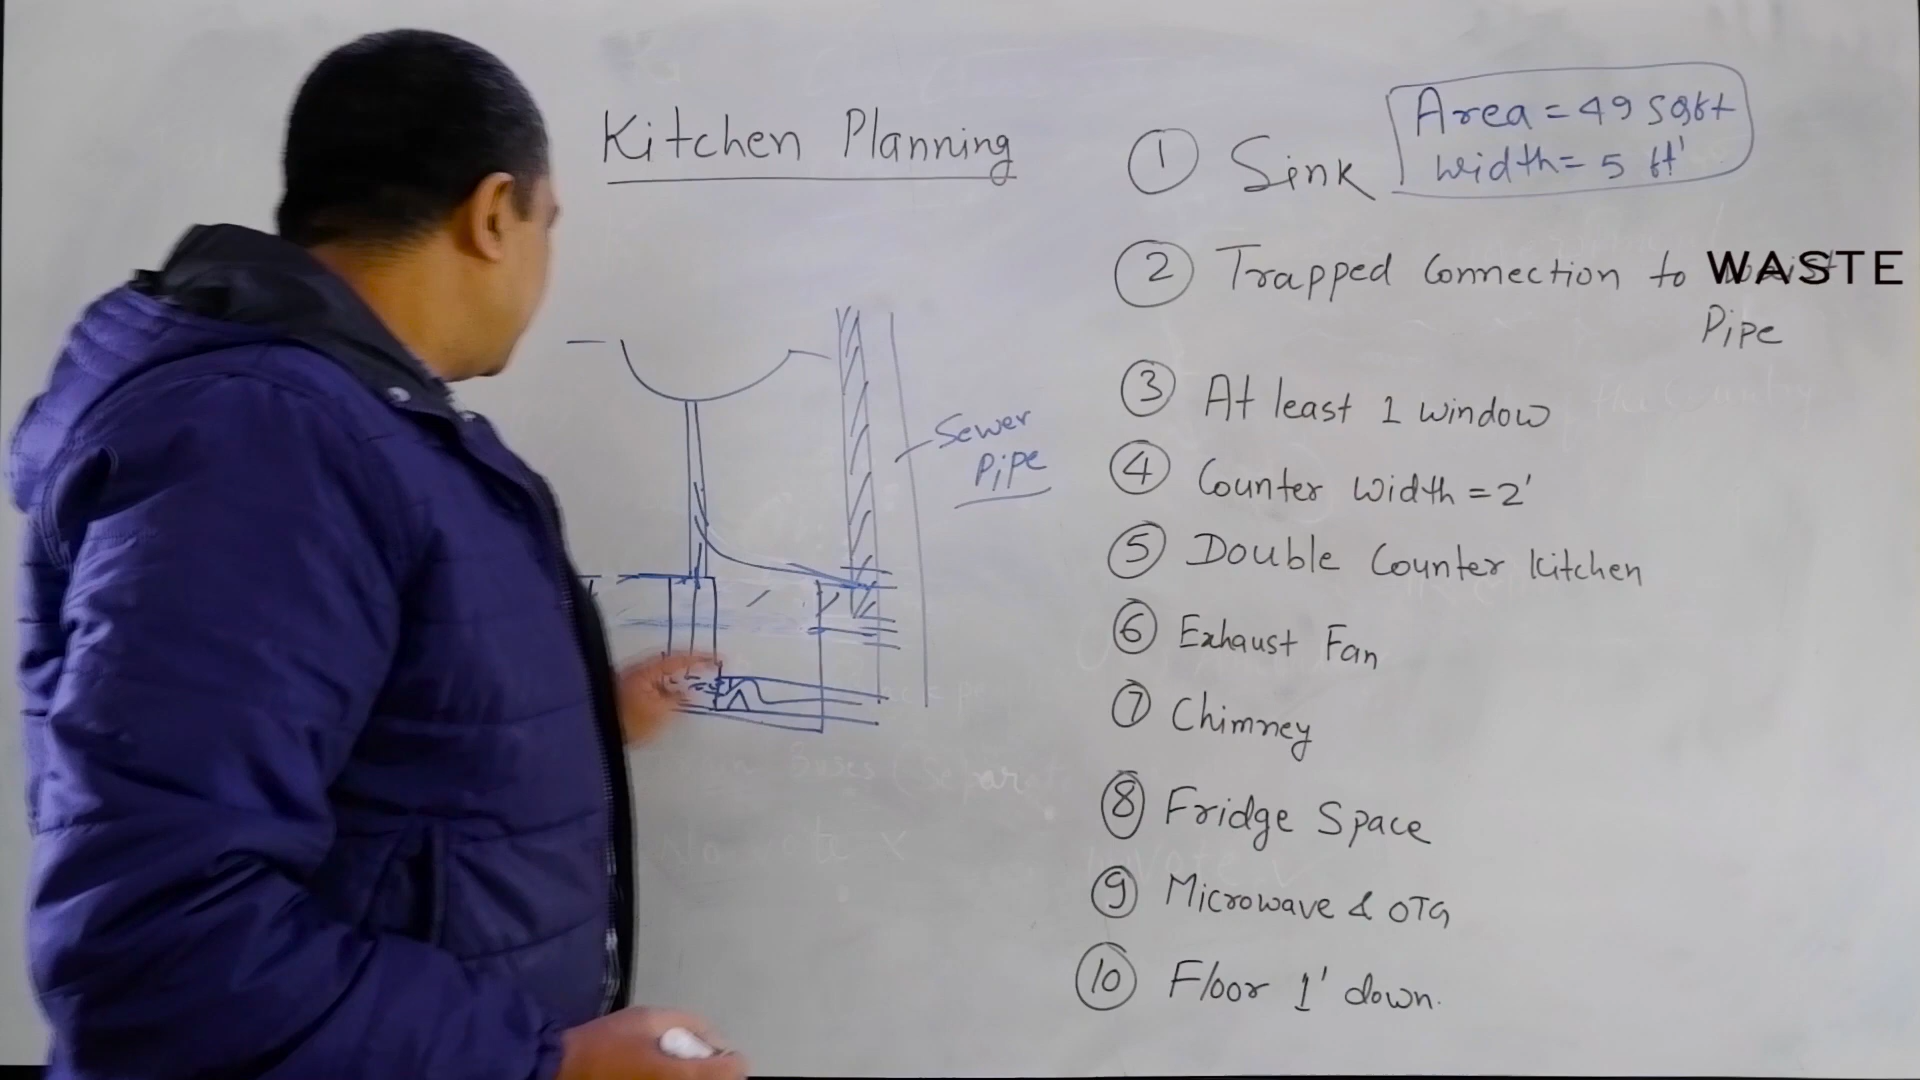 Kitchen Planning
Area = 49 sqft
Width = 5 ft'
① Sink
② Trapped Connection to WASTE
Pipe
③ At least 1 window
④ Counter Width = 2'
⑤ Double Counter Kitchen
⑥ Exhaust Fan
⑦ Chimney
⑧ Fridge Space
⑨ Microwave & OTG
⑩ Floor 1' down.
Sewer
Pipe